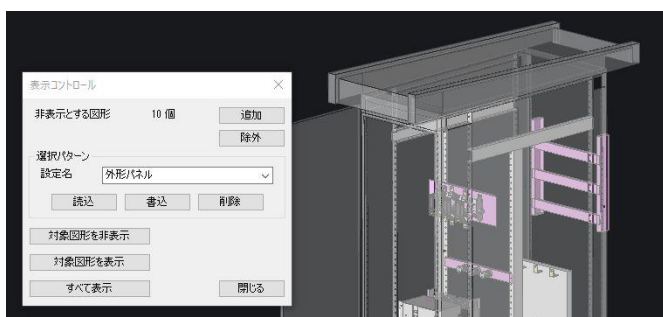 表示コントロール
非表示とする図形 10 個 追加
除外
選択パターン
設定名 外形パネル
読込 書込 削除
対象図形を非表示
対象図形を表示
すべて表示 閉じる